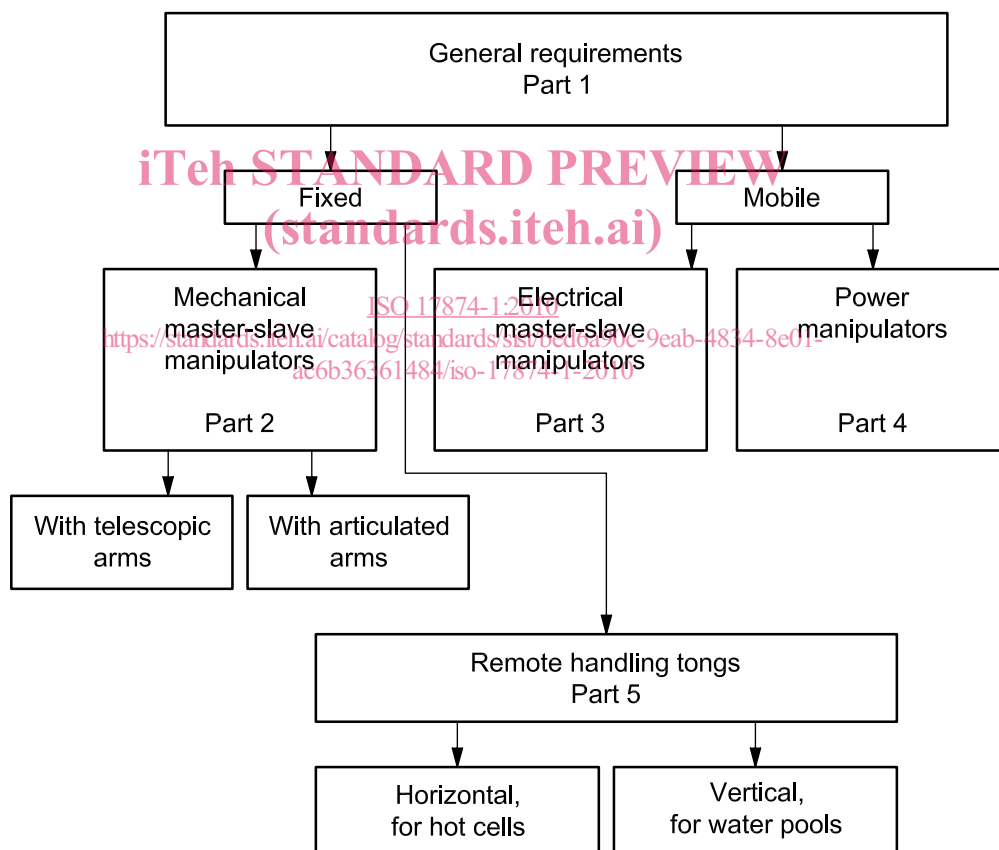 General requirements
Part 1
iTeh STANDARD PREVIEW
Fixed
Mobile
(standards.iteh.ai)
Mechanical
master-slave
manipulators
Part 2
Electrical
master-slave
manipulators
Part 3
Power
manipulators
Part 4
ISO 17874-1:2010
https://standards.iteh.ai/catalog/standards/sist/bcd6a90c-9eab-4834-8e01-
ac6b36361484/iso-17874-1-2010
With telescopic
arms
With articulated
arms
Remote handling tongs
Part 5
Horizontal,
for hot cells
Vertical,
for water pools